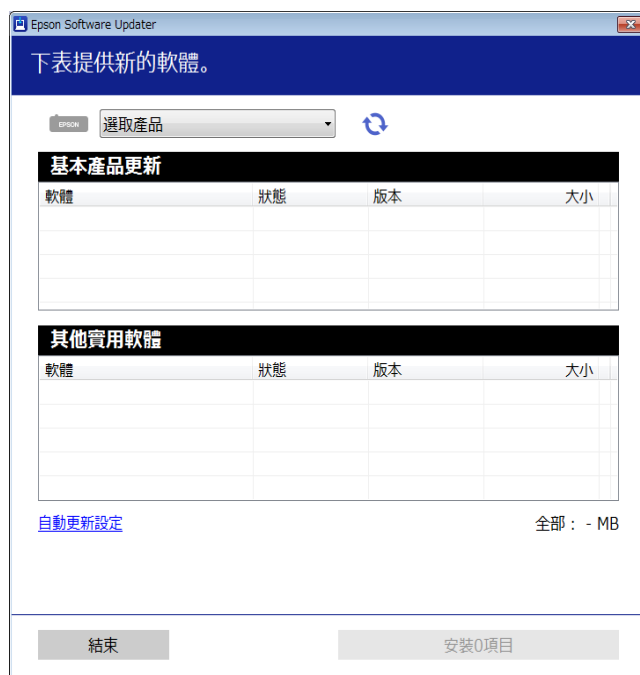 Epson Software Updater
下表提供新的軟體。
EPSON 選取產品
基本產品更新
軟體 狀態 版本 大小
其他實用軟體
軟體 狀態 版本 大小
自動更新設定 全部： - MB
結束 安裝0項目